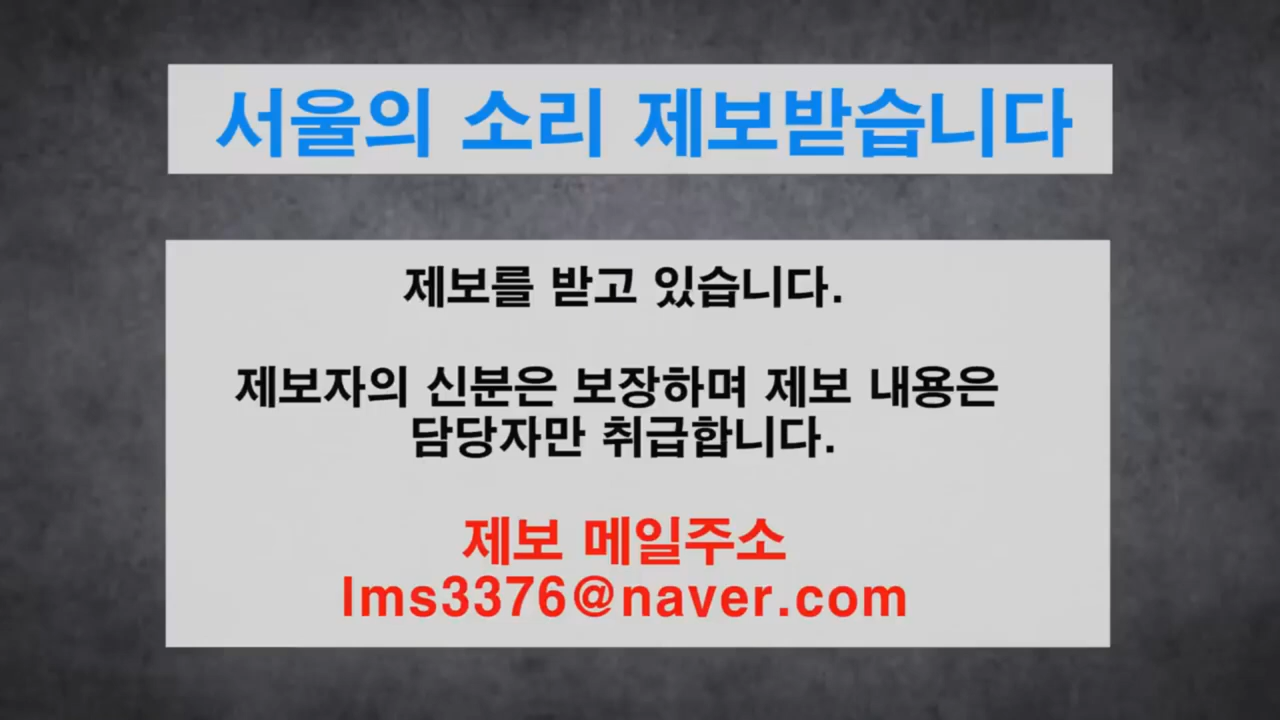 서울의 소리 제보받습니다
제보를 받고 있습니다.
제보자의 신분은 보장하며 제보 내용은
담당자만 취급합니다.
제보 메일주소
lms3376@naver.com